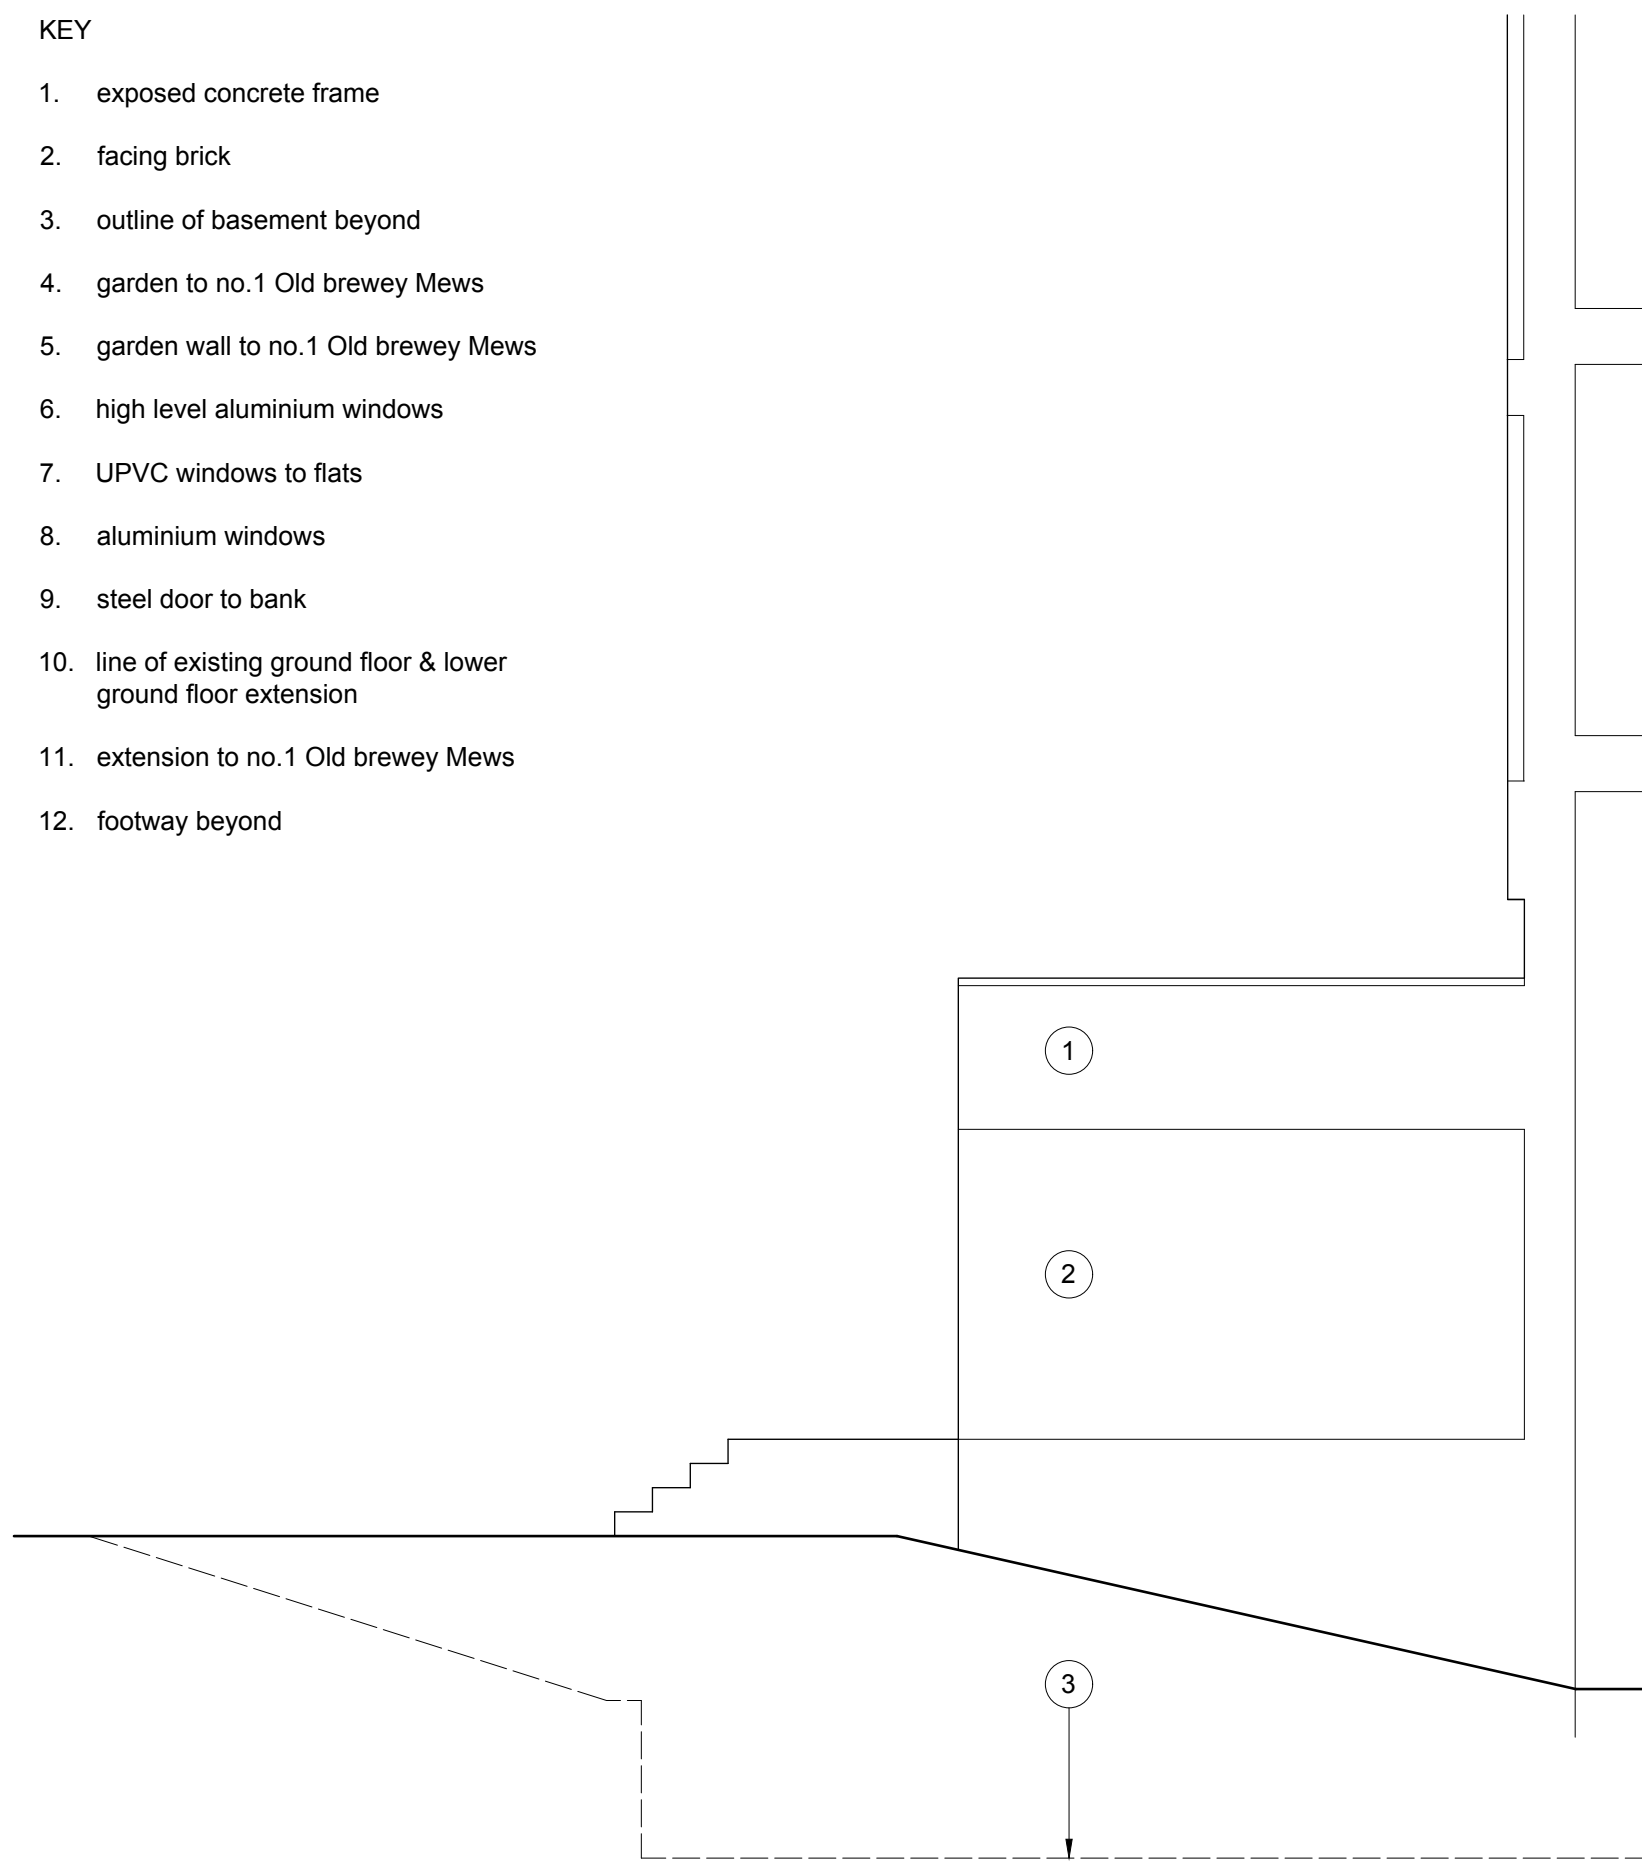 KEY
1. exposed concrete frame
2. facing brick
3. outline of basement beyond
4. garden to no.1 Old brewey Mews
5. garden wall to no.1 Old brewey Mews
6. high level aluminium windows
7. UPVC windows to flats
8. aluminium windows
9. steel door to bank
10. line of existing ground floor & lower
ground floor extension
11. extension to no.1 Old brewey Mews
12. footway beyond
1
2
3